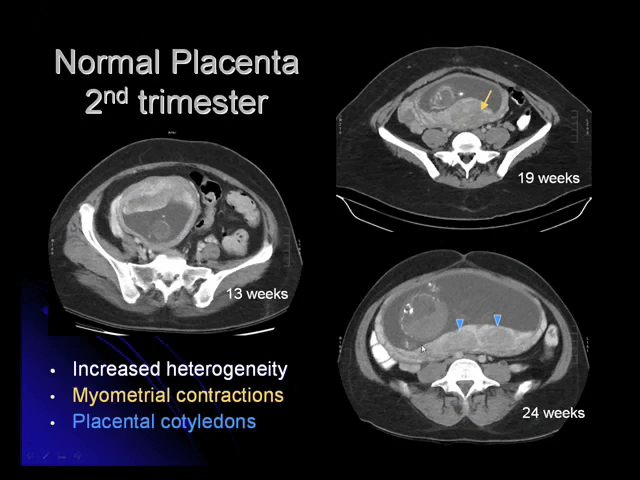 Normal Placenta
2nd trimester
19 weeks
13 weeks
24 weeks
• Increased heterogeneity
• Myometrial contractions
• Placental cotyledons